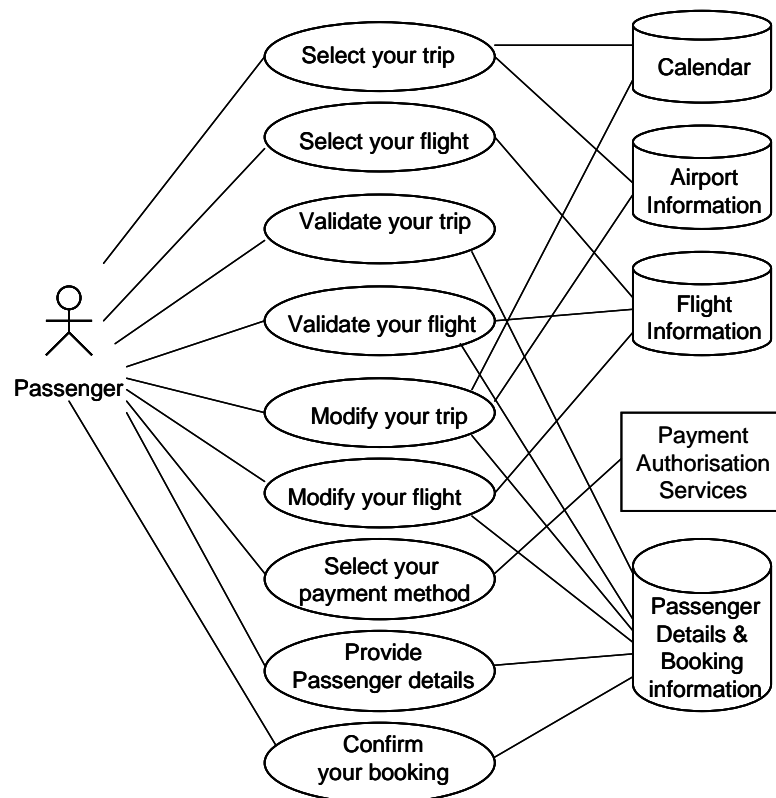 Select your trip
Calendar
Select your flight
Airport
Information
Validate your trip
Flight
Information
Validate your flight
Passenger
Modify your trip
Payment
Authorisation
Services
Modify your flight
Select your
payment method
Passenger
Details &
Booking
information
Provide
Passenger details
Confirm
your booking